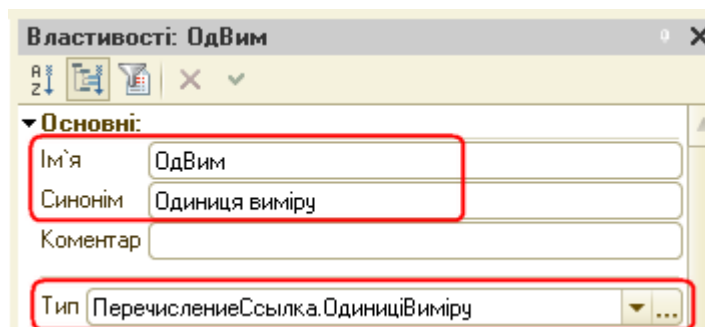 Властивості: ОдВим
Основні:
Ім`я ОдВим
Синонім Одиниця виміру
Коментар
Тип ПеречислениеСсылка.ОдиниціВиміру ...